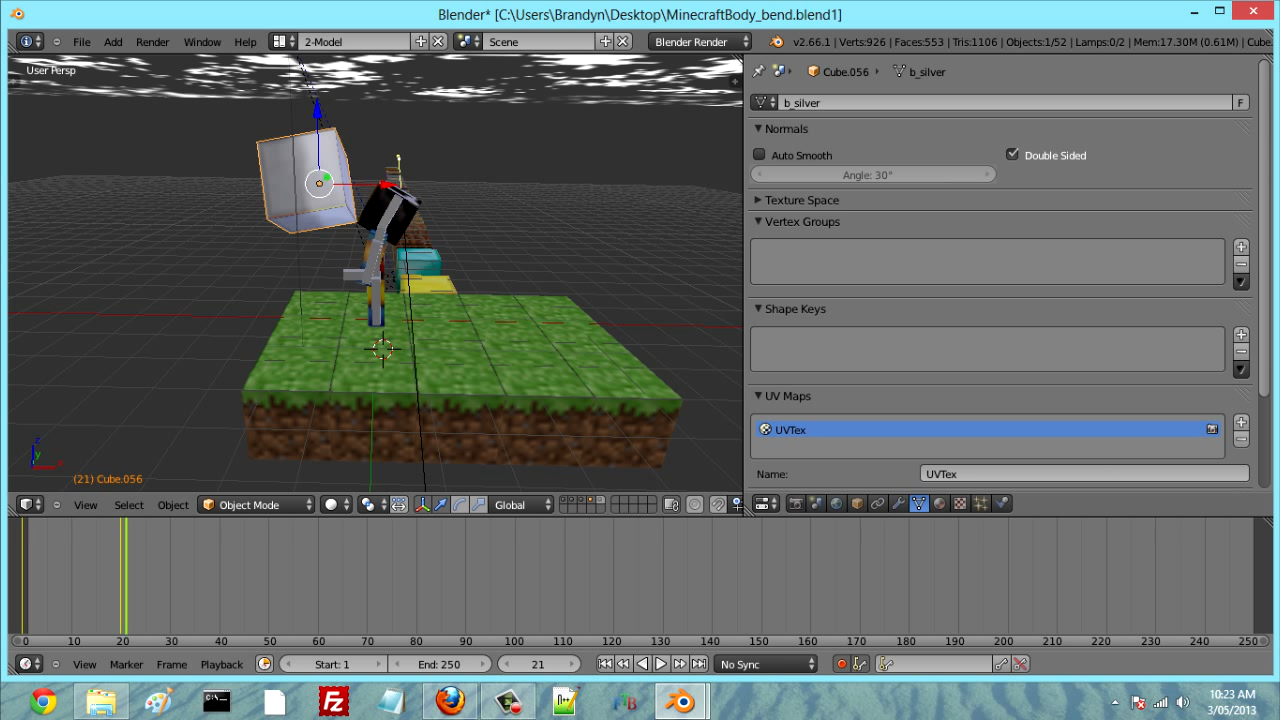 Blender* [C:\Users\Brandyn\Desktop\MinecraftBody_bend.blend1]
File Add Render Window Help 2-Model Scene Blender Render v2.66.1 | Verts:926 | Faces:553 | Tris:1106 | Objects:1/52 | Lamps:0/2 | Mem:17.30M (0.61M) | Cube.
User Persp
Cube.056 b_silver
b_silver F
Normals
Auto Smooth Double Sided
Angle: 30°
Texture Space
Vertex Groups
Shape Keys
UV Maps
UVTex
Name: UVTex
z
y
x
(21) Cube.056
View Select Object Object Mode Global
0 10 20 30 40 50 60 70 80 90 100 110 120 130 140 150 160 170 180 190 200 210 220 230 240 250
View Marker Frame Playback Start: 1 End: 250 21 No Sync
10:23 AM
3/05/2013